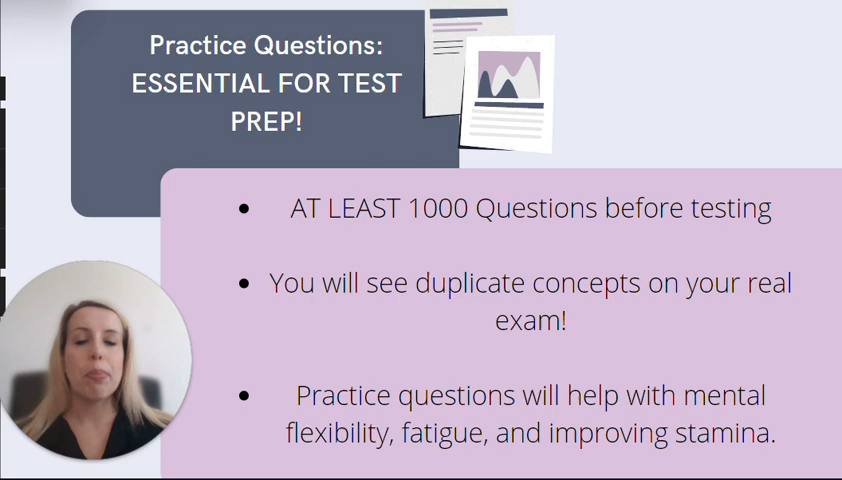 Practice Questions:
ESSENTIAL FOR TEST
PREP!
• AT LEAST 1000 Questions before testing
• You will see duplicate concepts on your real
exam!
• Practice questions will help with mental
flexibility, fatigue, and improving stamina.